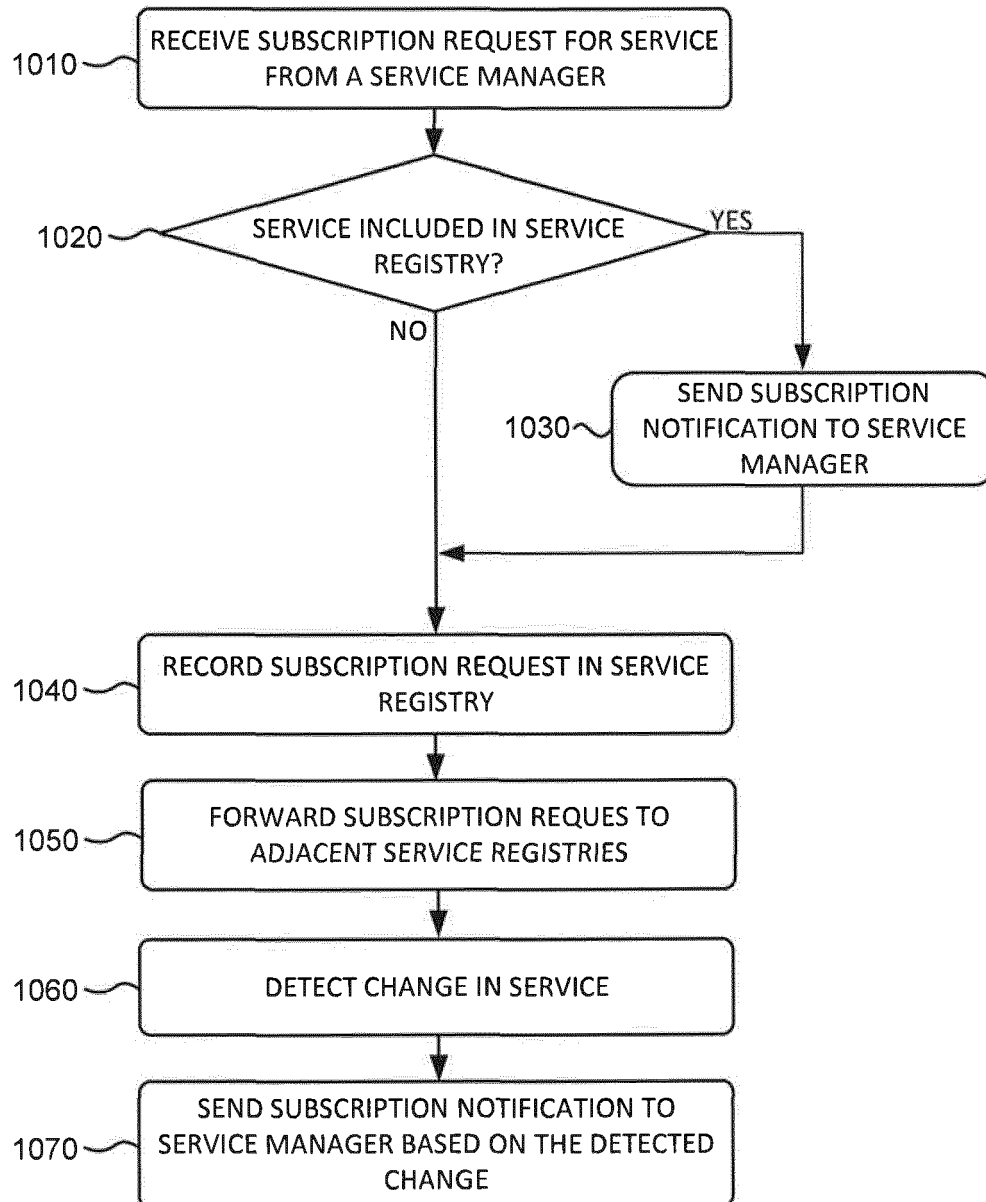 1010
RECEIVE SUBSCRIPTION REQUEST FOR SERVICE
FROM A SERVICE MANAGER
1020
SERVICE INCLUDED IN SERVICE
REGISTRY?
YES
NO
1030
SEND SUBSCRIPTION
NOTIFICATION TO SERVICE
MANAGER
1040
RECORD SUBSCRIPTION REQUEST IN SERVICE
REGISTRY
1050
FORWARD SUBSCRIPTION REQUES TO
ADJACENT SERVICE REGISTRIES
1060
DETECT CHANGE IN SERVICE
1070
SEND SUBSCRIPTION NOTIFICATION TO
SERVICE MANAGER BASED ON THE DETECTED
CHANGE